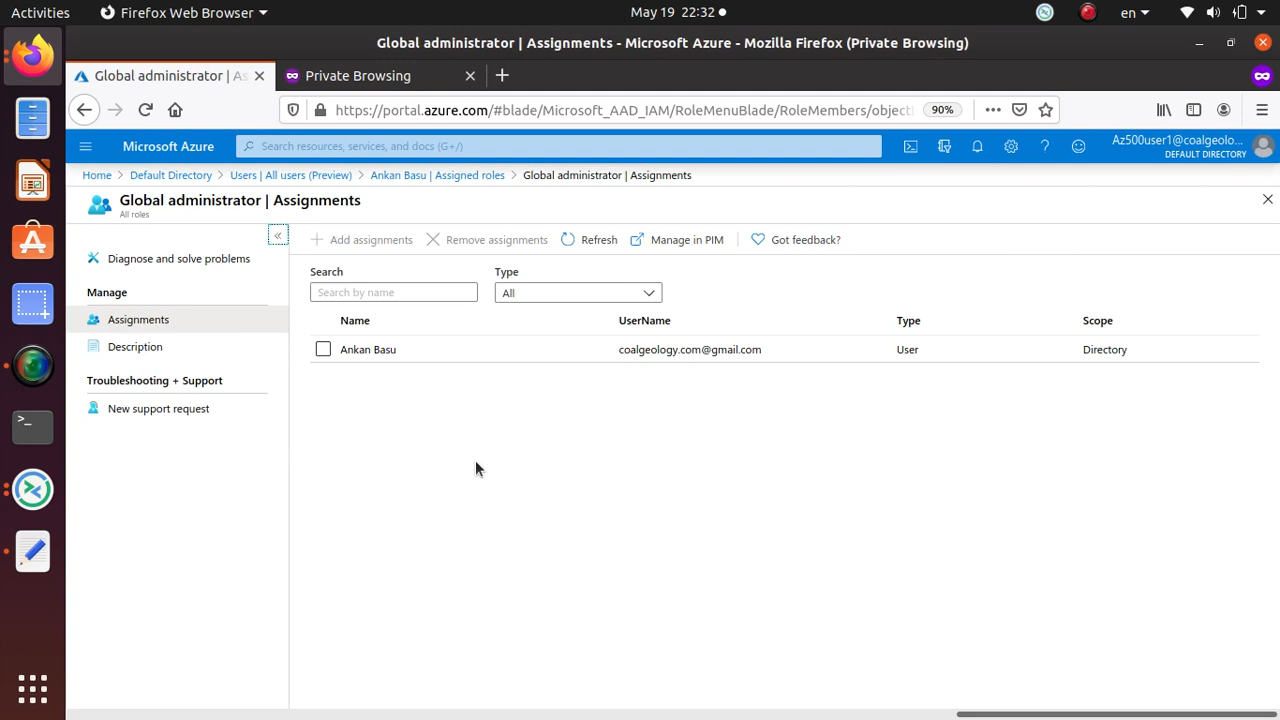 Activities Firefox Web Browser May 19 22:32 en
Global administrator | Assignments - Microsoft Azure - Mozilla Firefox (Private Browsing)
Global administrator | As Private Browsing
https://portal.azure.com/#blade/Microsoft_AAD_IAM/RoleMenuBlade/RoleMembers/object 90%
Microsoft Azure Search resources, services, and docs (G+/) Az500user1@coalgeolo...
DEFAULT DIRECTORY
Home Default Directory Users | All users (Preview) Ankan Basu | Assigned roles Global administrator | Assignments
Global administrator | Assignments
All roles
Add assignments Remove assignments Refresh Manage in PIM Got feedback?
Diagnose and solve problems
Manage
Assignments
Description
Troubleshooting + Support
New support request
Search Type
Search by name All
Name UserName Type Scope
Ankan Basu coalgeology.com@gmail.com User Directory